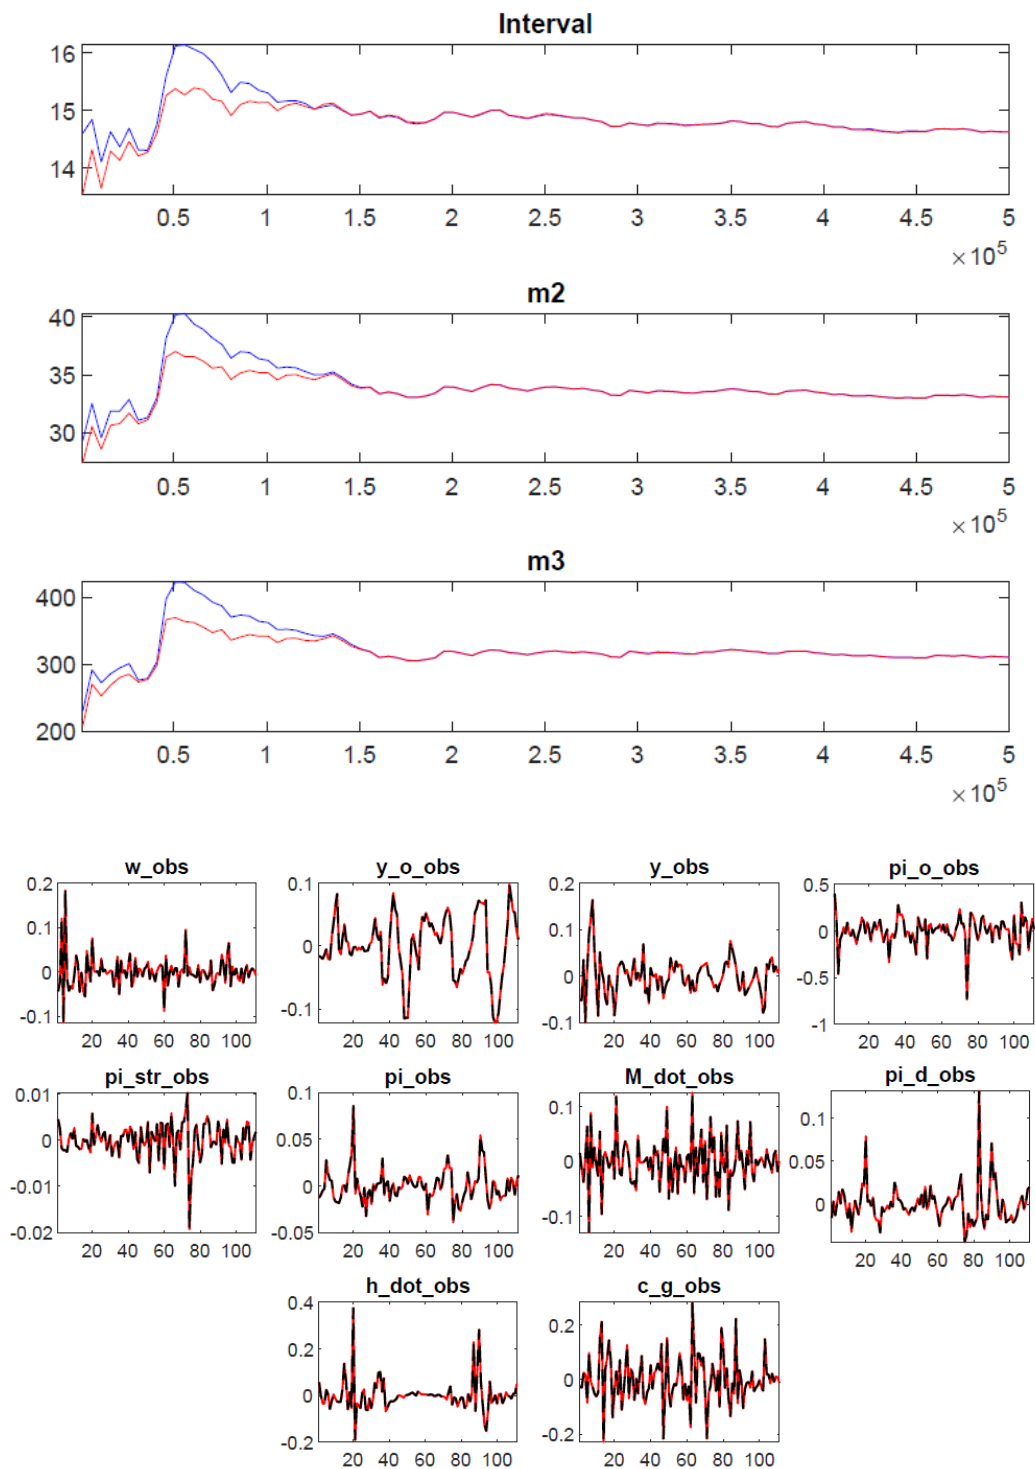 Interval
16
15
14
0.5 1 1.5 2 2.5 3 3.5 4 4.5 5
×10^5
m2
40
35
30
0.5 1 1.5 2 2.5 3 3.5 4 4.5 5
×10^5
m3
400
300
200
0.5 1 1.5 2 2.5 3 3.5 4 4.5 5
×10^5
w_obs
0.2
0.1
0
-0.1
20 40 60 80 100
y_o_obs
0.1
0
-0.1
20 40 60 80 100
y_obs
0.2
0.1
0
-0.1
20 40 60 80 100
pi_o_obs
0.5
0
-0.5
-1
20 40 60 80 100
pi_str_obs
0.01
0
-0.01
-0.02
20 40 60 80 100
pi_obs
0.1
0.05
0
-0.05
20 40 60 80 100
M_dot_obs
0.1
0
-0.1
20 40 60 80 100
pi_d_obs
0.1
0.05
0
20 40 60 80 100
h_dot_obs
0.4
0.2
0
-0.2
20 40 60 80 100
c_g_obs
0.2
0
-0.2
20 40 60 80 100